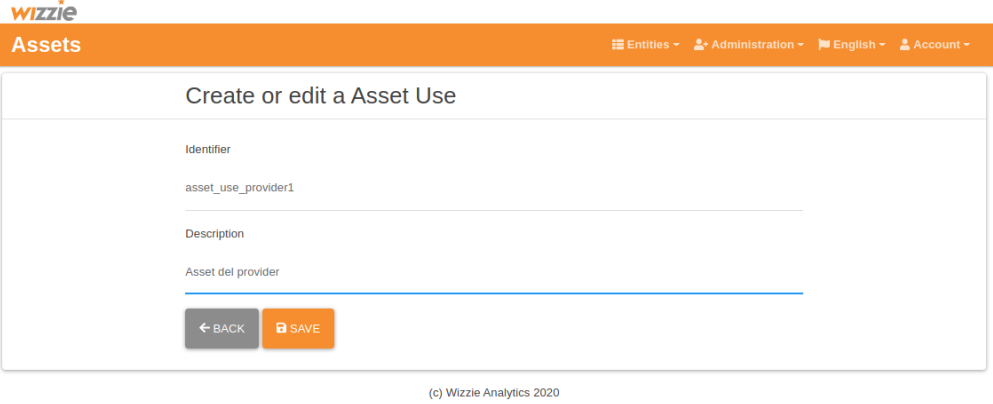 wizzie
Assets
Entities
Administration
English
Account
Create or edit a Asset Use
Identifier
asset_use_provider1
Description
Asset del provider
BACK
SAVE
(c) Wizzie Analytics 2020